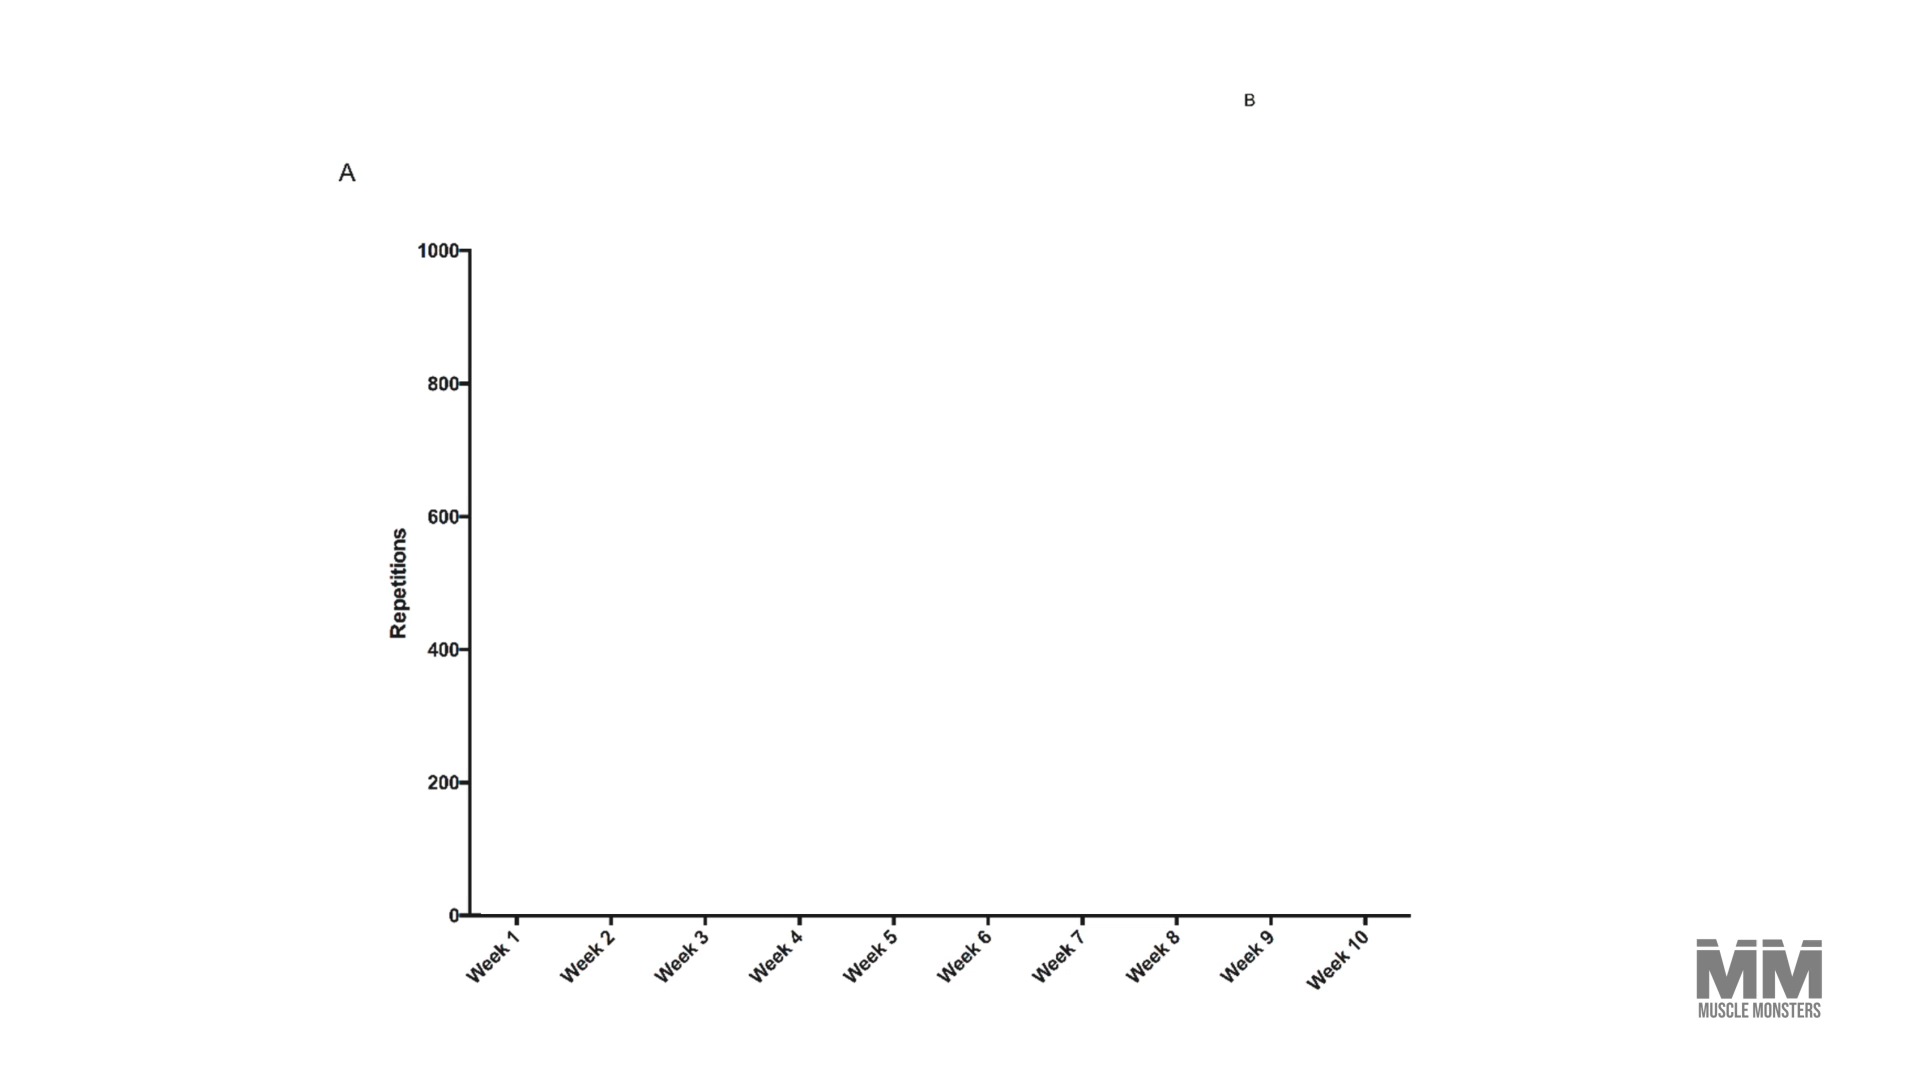 B
A
1000
800
600
400
200
0
Repetitions
Week 1
Week 2
Week 3
Week 4
Week 5
Week 6
Week 7
Week 8
Week 9
Week 10
MM
MUSCLE MONSTERS